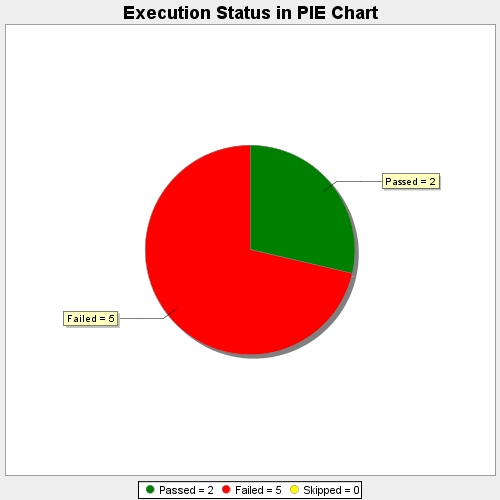 Execution Status in PIE Chart
Passed = 2
Failed = 5
Passed = 2 Failed = 5 Skipped = 0